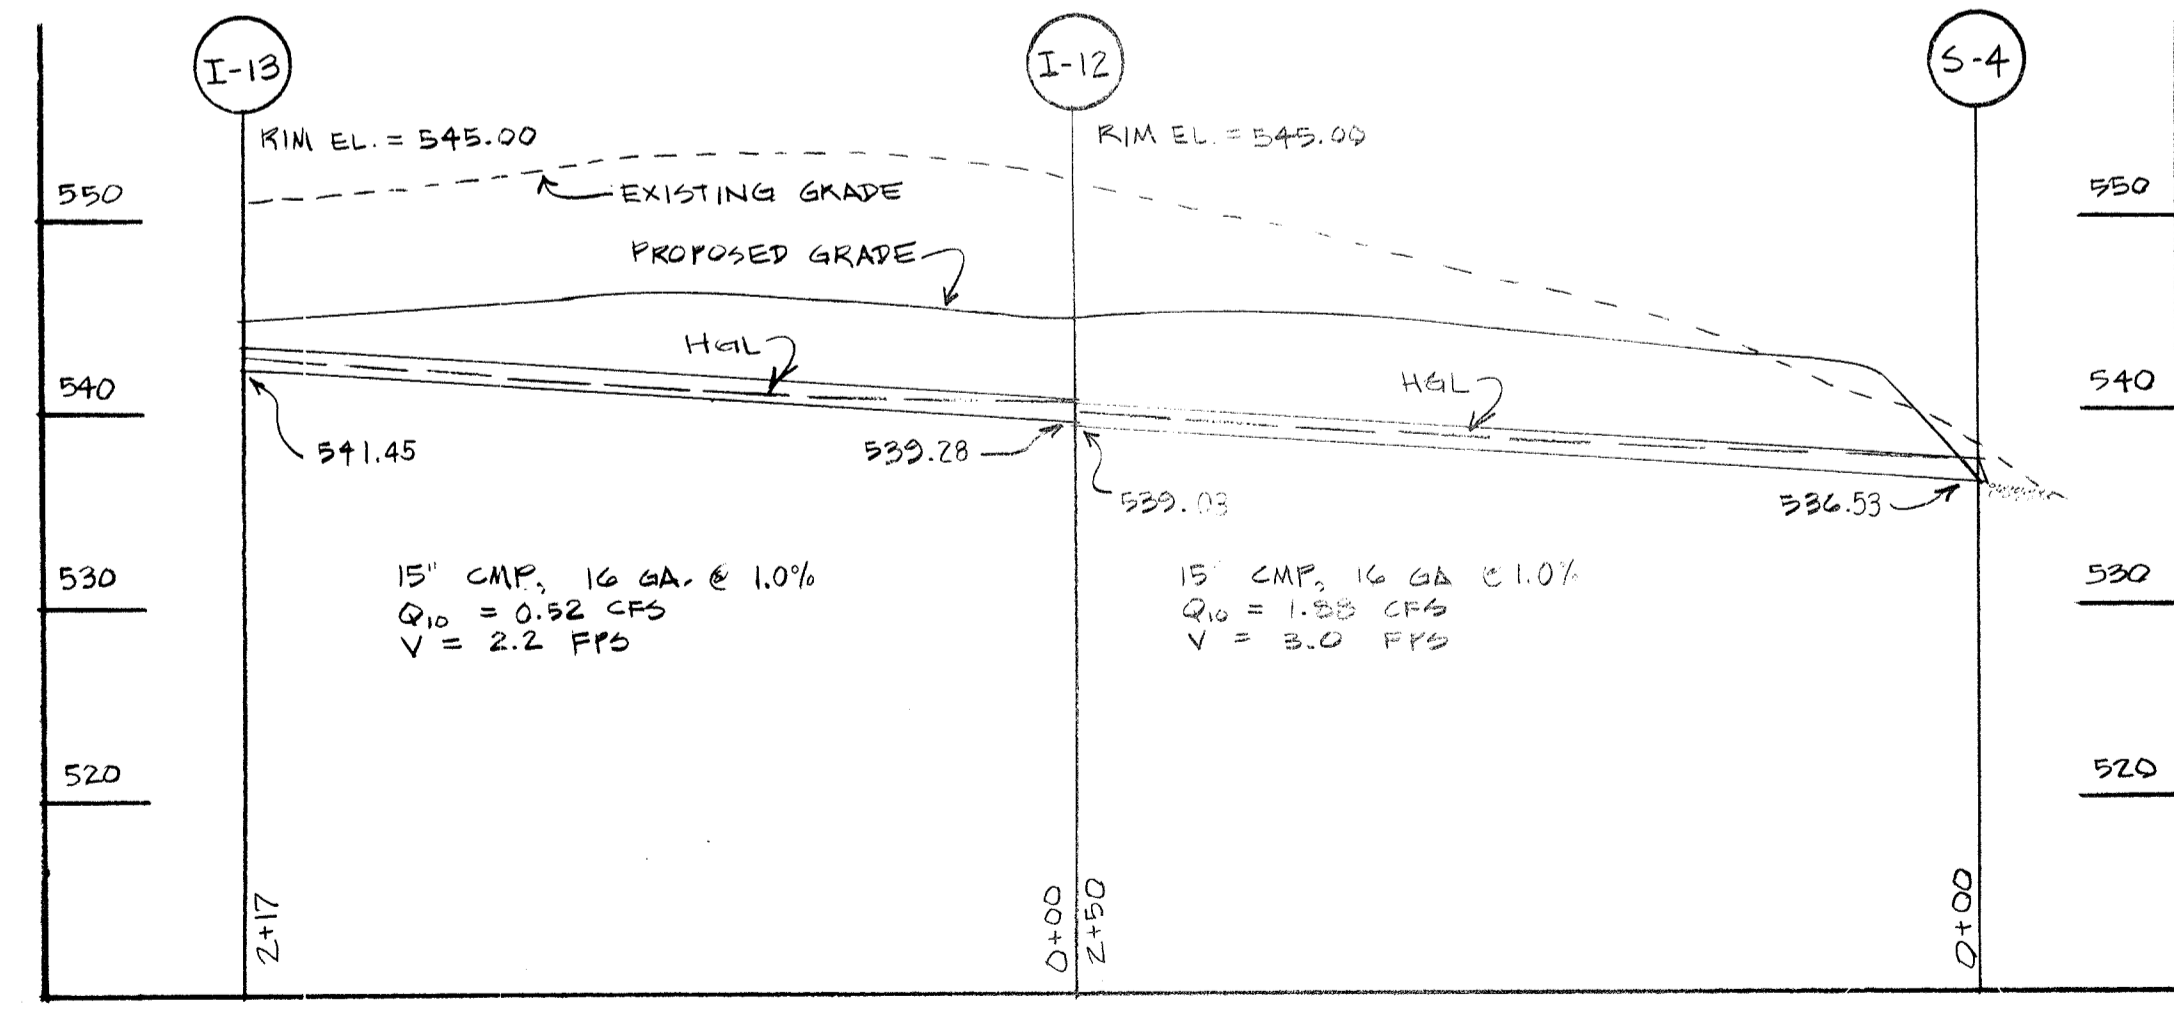 I-13
I-12
S-4
RIM EL. = 545.00
RIM EL. = 545.00
550
EXISTING GRADE
550
PROPOSED GRADE
HGL
540
HGL
540
541.45
539.28
539.03
536.53
530
15" CMP, 16 GA. @ 1.0%
Q10 = 0.52 CFS
V = 2.2 FPS
15" CMP, 16 GA @ 1.0%
Q10 = 1.88 CFS
V = 3.0 FPS
530
520
520
2+17
0+00
2+50
0+00